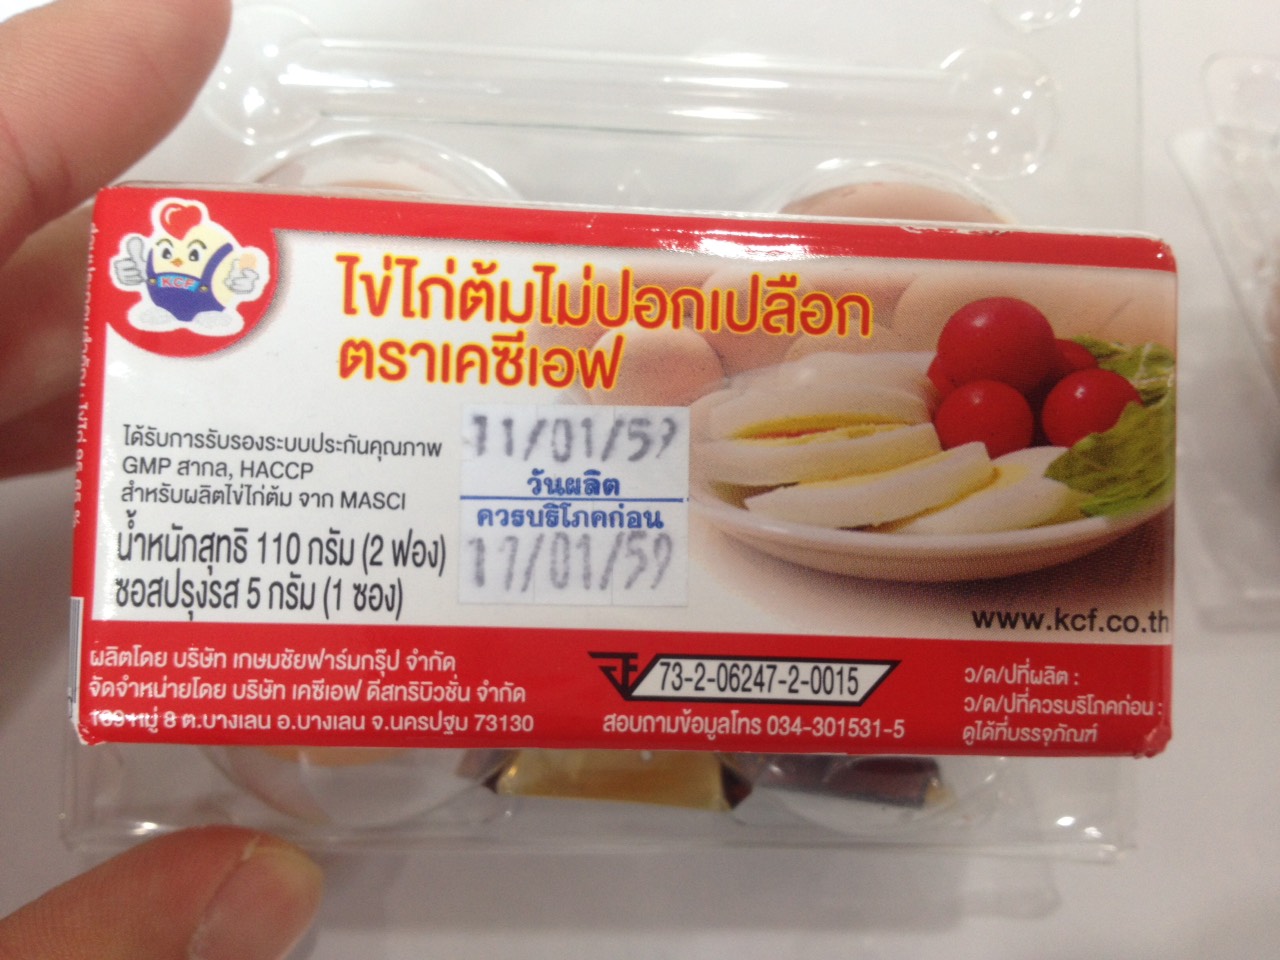 KCF
ไข่ไก่ต้มไม่ปอกเปลือก
ตราเคซีเอฟ
ได้รับการรับรองระบบประกันคุณภาพ
GMP สากล, HACCP
สำหรับผลิตไข่ไก่ต้ม จาก MASCI
น้ำหนักสุทธิ 110 กรัม (2 ฟอง)
ซอสปรุงรส 5 กรัม (1 ซอง)
11/01/59
วันผลิต
ควรบริโภคก่อน
17/01/59
www.kcf.co.th
ผลิตโดย บริษัท เกษมชัยฟาร์มกรุ๊ป จำกัด
จัดจำหน่ายโดย บริษัท เคซีเอฟ ดีสทริบิวชั่น จำกัด
หมู่ 8 ต.บางเลน อ.บางเลน จ.นครปฐม 73130
73-2-06247-2-0015
สอบถามข้อมูลโทร 034-301531-5
ว/ด/ปที่ผลิต :
ว/ด/ปที่ควรบริโภคก่อน :
ดูได้ที่บรรจุภัณฑ์